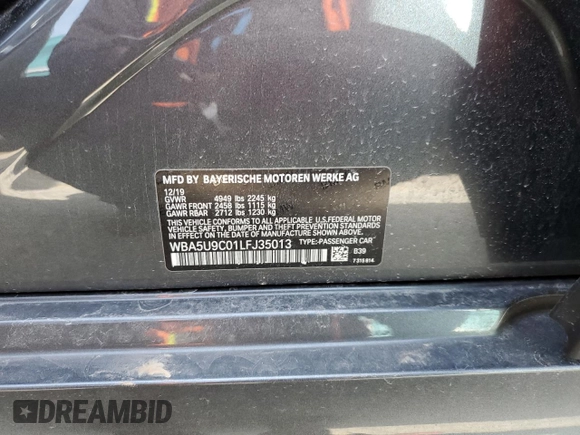 MFD BY BAYERISCHE MOTOREN WERKE AG
12/19
GVWR 4949 lbs 2245 kg
GAWR FRONT 2458 lbs 1115 kg
GAWR RBAR 2712 lbs 1230 kg
THIS VEHICLE CONFORMS TO ALL APPLICABLE U.S.FEDERAL MOTOR
VEHICLE SAFETY, BUMPER, AND THEFT PREVENTION STANDARDS
IN EFFECT ON THE DATE OF MANUFACTURE SHOWN ABOVE.
WBA5U9C01LFJ35013 TYPE:PASSENGER CAR
B39
7 315 914
DREAMBID